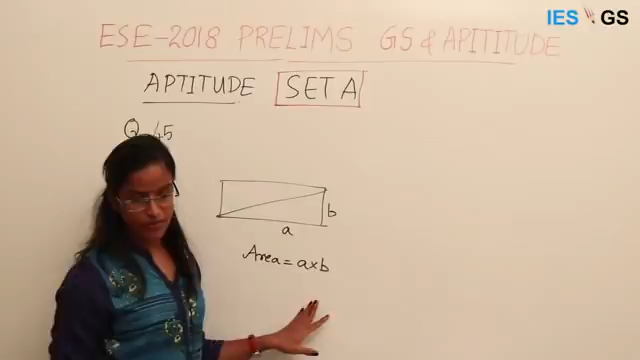 IES GS
ESE-2018 PRELIMS GS & APITITUDE
APTITUDE SET A
Q-45
b
a
Area = a×b